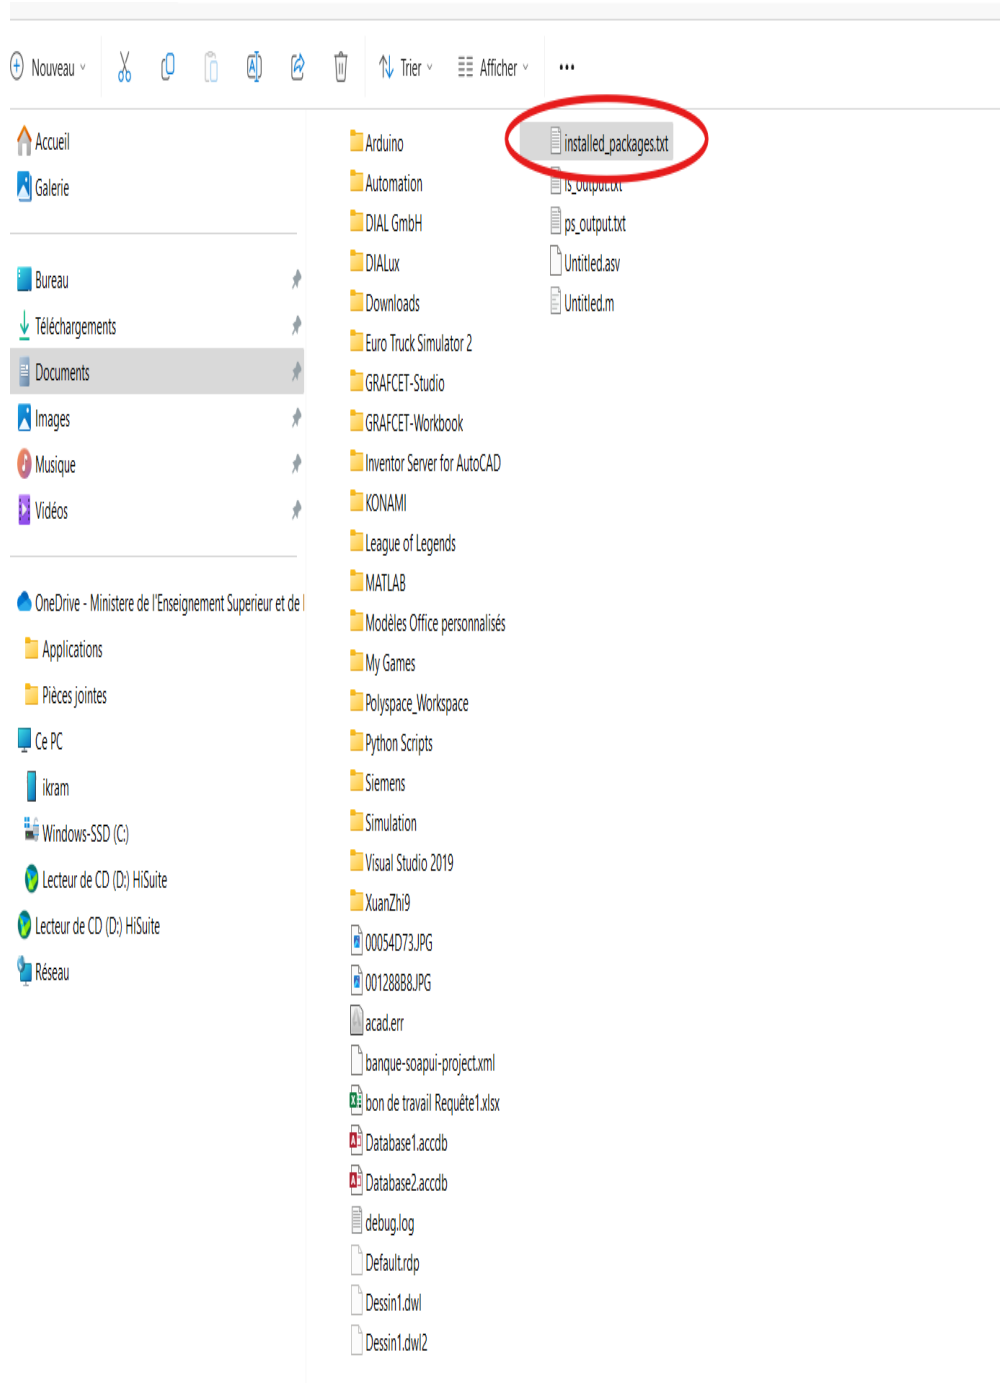 Nouveau
Trier
Afficher
Accueil
Galerie
Bureau
Téléchargements
Documents
Images
Musique
Vidéos
OneDrive - Ministere de l'Enseignement Superieur et de l
Applications
Pièces jointes
Ce PC
ikram
Windows-SSD (C:)
Lecteur de CD (D:) HiSuite
Lecteur de CD (D:) HiSuite
Réseau
Arduino
Automation
DIAL GmbH
DIALux
Downloads
Euro Truck Simulator 2
GRAFCET-Studio
GRAFCET-Workbook
Inventor Server for AutoCAD
KONAMI
League of Legends
MATLAB
Modèles Office personnalisés
My Games
Polyspace_Workspace
Python Scripts
Siemens
Simulation
Visual Studio 2019
XuanZhi9
00054D73.JPG
001288B8.JPG
acad.err
banque-soapui-project.xml
bon de travail Requête1.xlsx
Database1.accdb
Database2.accdb
debug.log
Default.rdp
Dessin1.dwl
Dessin1.dwl2
installed_packages.txt
ls_output.txt
ps_output.txt
Untitled.asv
Untitled.m